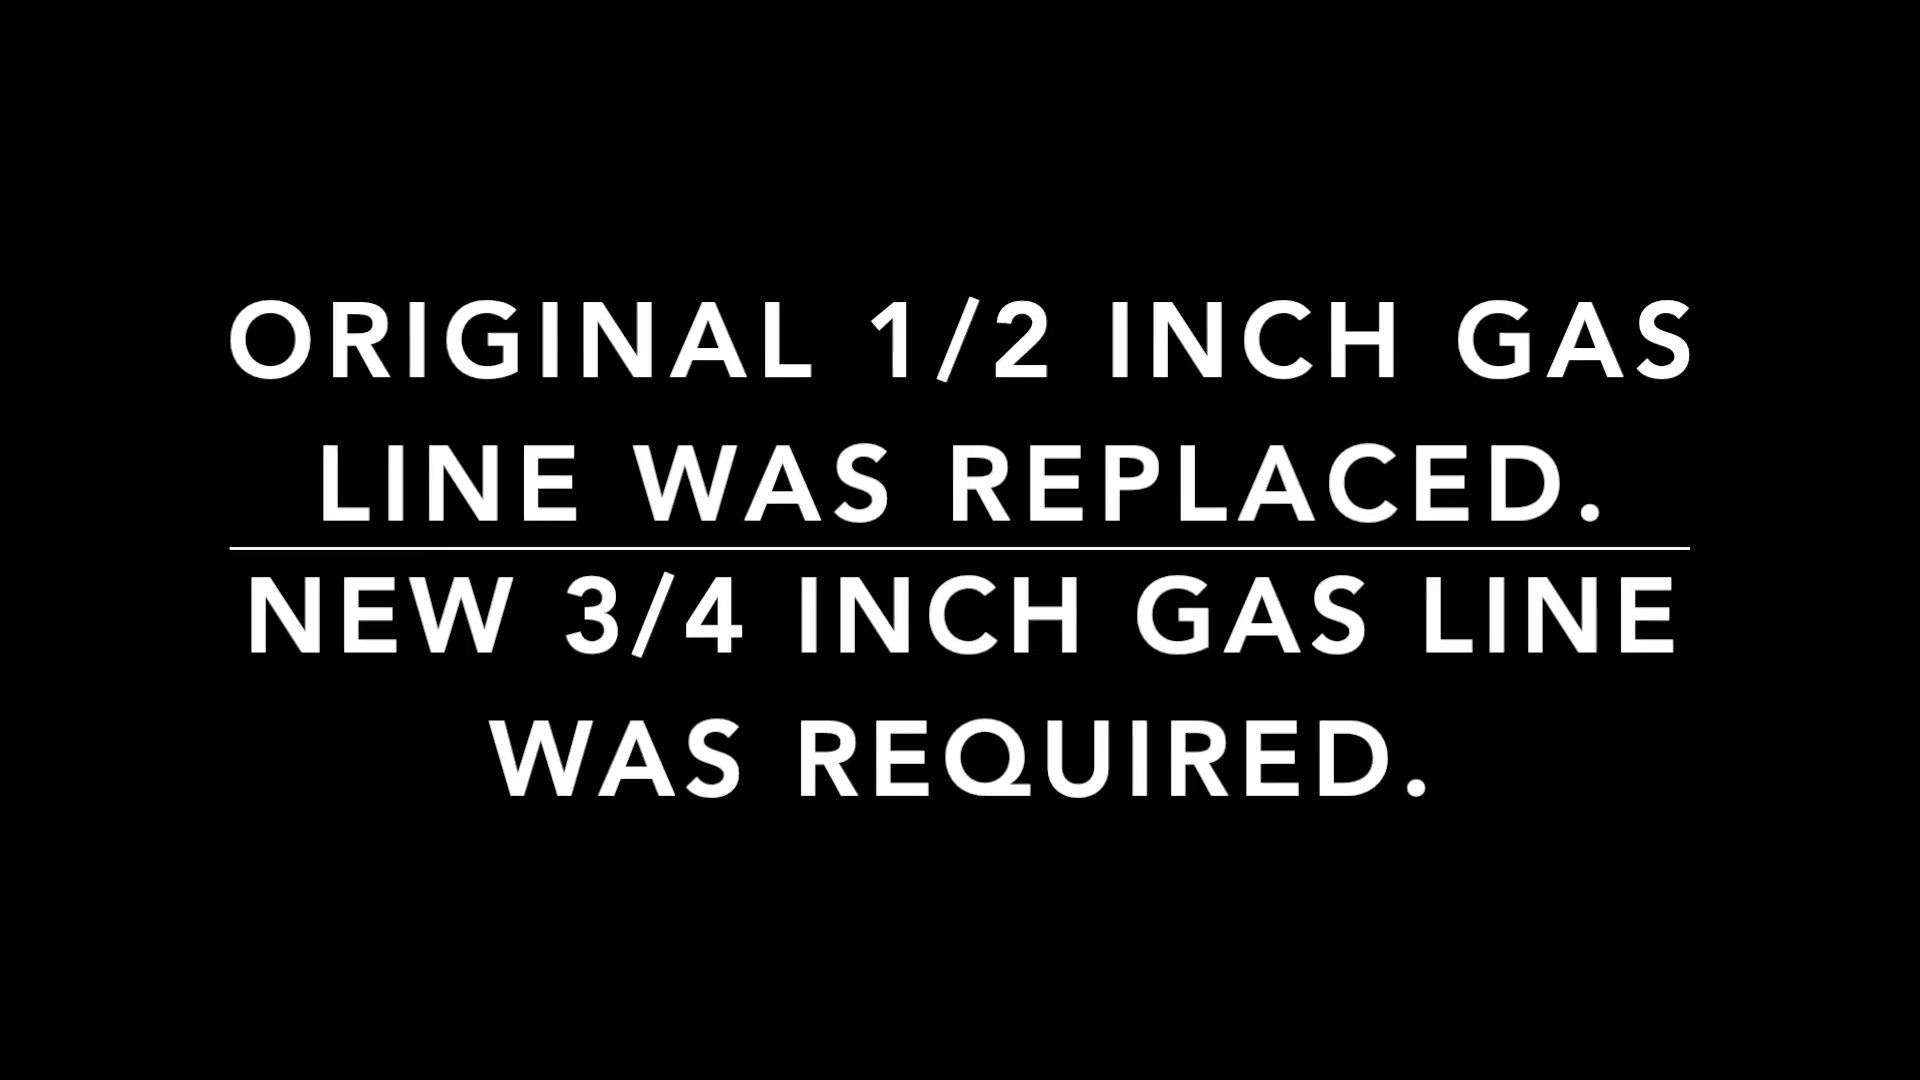 ORIGINAL 1/2 INCH GAS
LINE WAS REPLACED.
NEW 3/4 INCH GAS LINE
WAS REQUIRED.